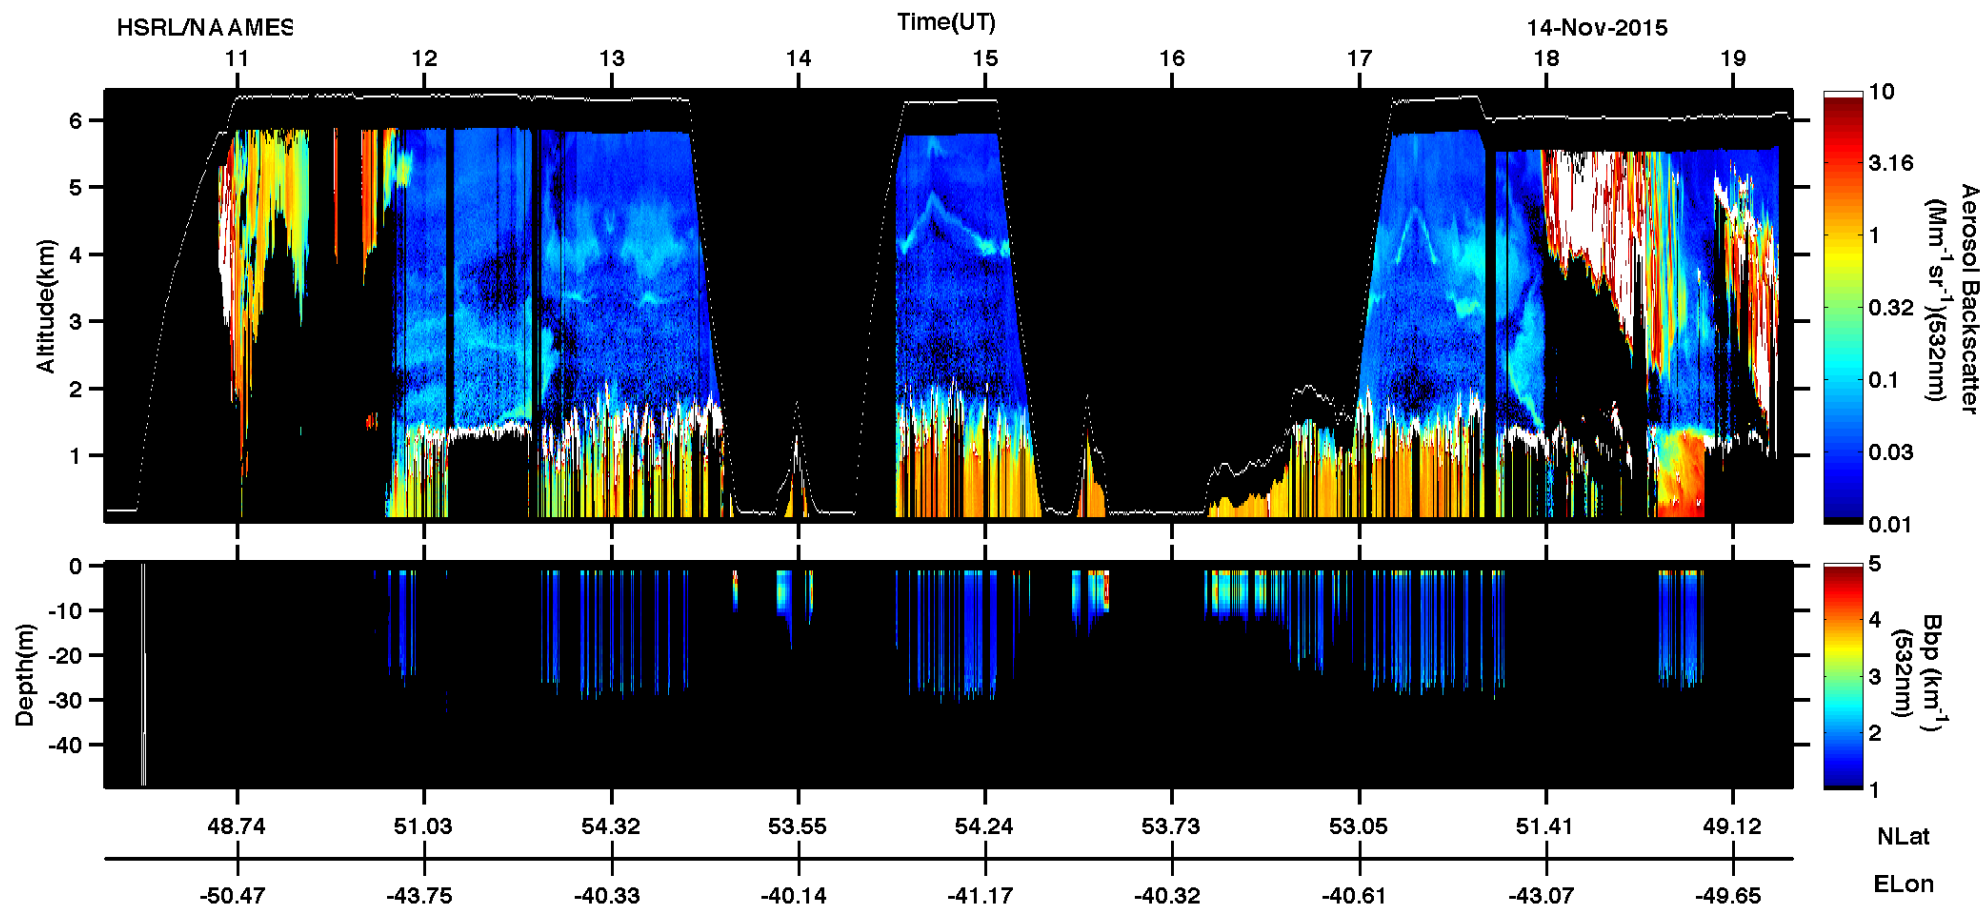 HSRL/NAAMES
Time(UT)
14-Nov-2015
11 12 13 14 15 16 17 18 19
Altitude(km)
6
5
4
3
2
1
10
3.16
1
0.32
0.1
0.03
0.01
Aerosol Backscatter
(Mm⁻¹sr⁻¹)(532nm)
Depth(m)
0
-10
-20
-30
-40
5
4
3
2
1
Bbp (km⁻¹)
(532nm)
48.74 51.03 54.32 53.55 54.24 53.73 53.05 51.41 49.12
NLat
-50.47 -43.75 -40.33 -40.14 -41.17 -40.32 -40.61 -43.07 -49.65
ELon